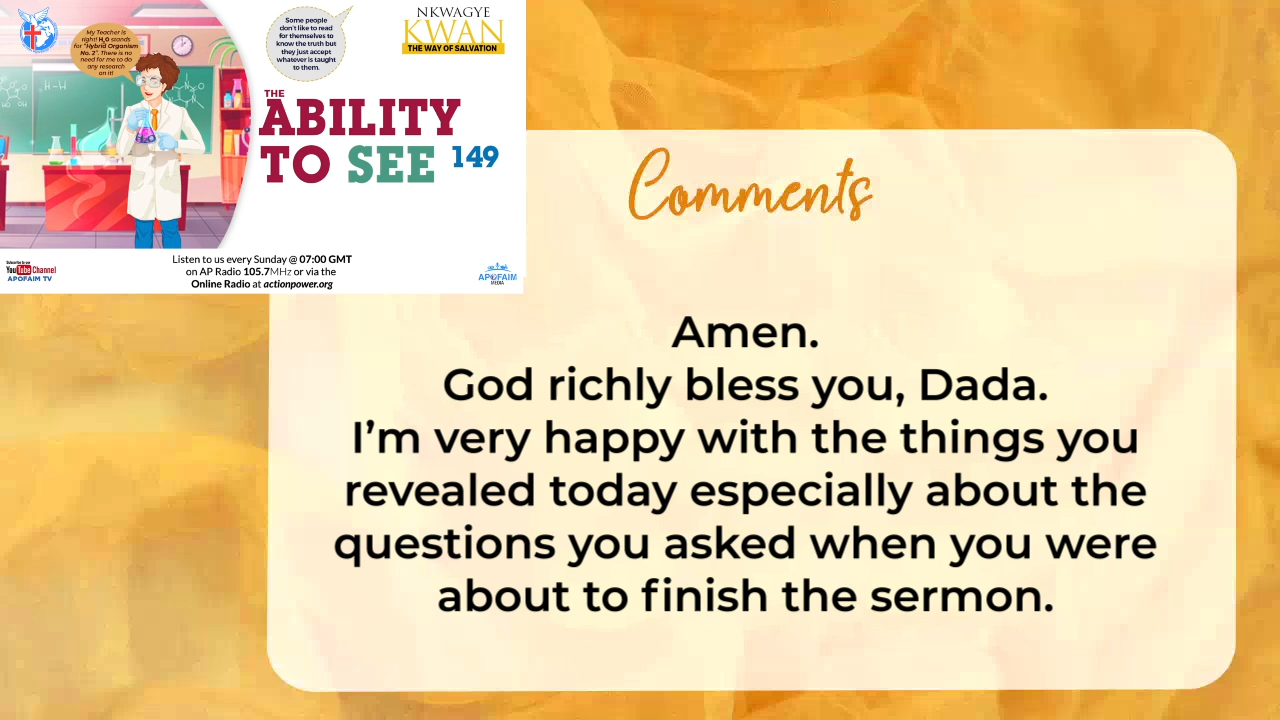 My Teacher is
right! H₂O stands
for "Hybrid Organism
No. 2". There is no
need for me to do
any research
on it!
Some people
don't like to read
for themselves to
know the truth but
they just accept
whatever is taught
to them.
NKWAGYE
KWAN
THE WAY OF SALVATION
THE
ABILITY
TO SEE 149
Listen to us every Sunday @ 07:00 GMT
on AP Radio 105.7MHz or via the
Online Radio at actionpower.org
YouTube Channel
APOFAIM TV
APOFAIM
MEDIA
Comments
Amen.
God richly bless you, Dada.
I'm very happy with the things you
revealed today especially about the
questions you asked when you were
about to finish the sermon.